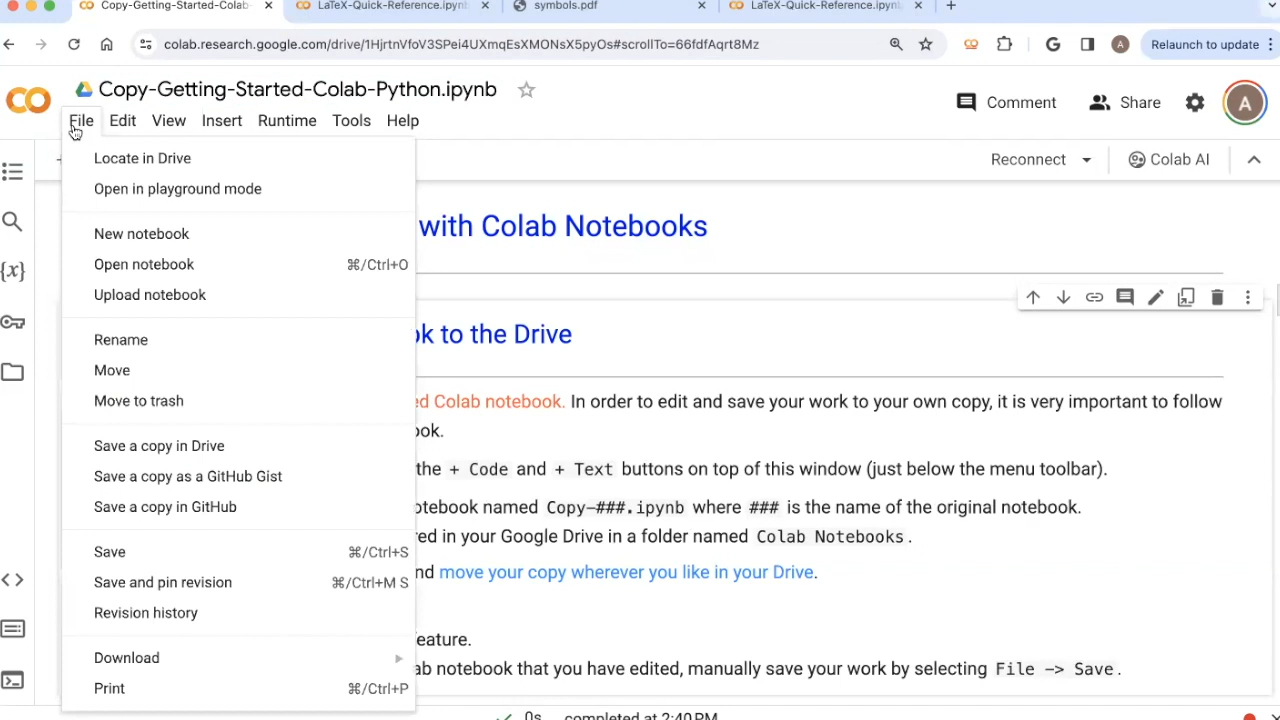 Copy-Getting-Started-Colab-
LaTeX-Quick-Reference.ipynb
symbols.pdf
LaTeX-Quick-Reference.ipynb
colab.research.google.com/drive/1HjrtnVfoV3SPei4UXmqEsXMONsX5pyOs#scrollTo=66fdfAqrt8Mz
A
Relaunch to update
Copy-Getting-Started-Colab-Python.ipynb
Comment
Share
A
File Edit View Insert Runtime Tools Help
Reconnect
Colab AI
Locate in Drive
Open in playground mode
New notebook
Open notebook ⌘/Ctrl+O
Upload notebook
Rename
Move
Move to trash
Save a copy in Drive
Save a copy as a GitHub Gist
Save a copy in GitHub
Save ⌘/Ctrl+S
Save and pin revision ⌘/Ctrl+M S
Revision history
Download
Print ⌘/Ctrl+P
with Colab Notebooks
ok to the Drive
ed Colab notebook. In order to edit and save your work to your own copy, it is very important to follow
ook.
the + Code and + Text buttons on top of this window (just below the menu toolbar).
otebook named Copy-###.ipynb where ### is the name of the original notebook.
red in your Google Drive in a folder named Colab Notebooks.
nd move your copy wherever you like in your Drive.
eature.
ab notebook that you have edited, manually save your work by selecting File -> Save.
0s completed at 2:40 PM